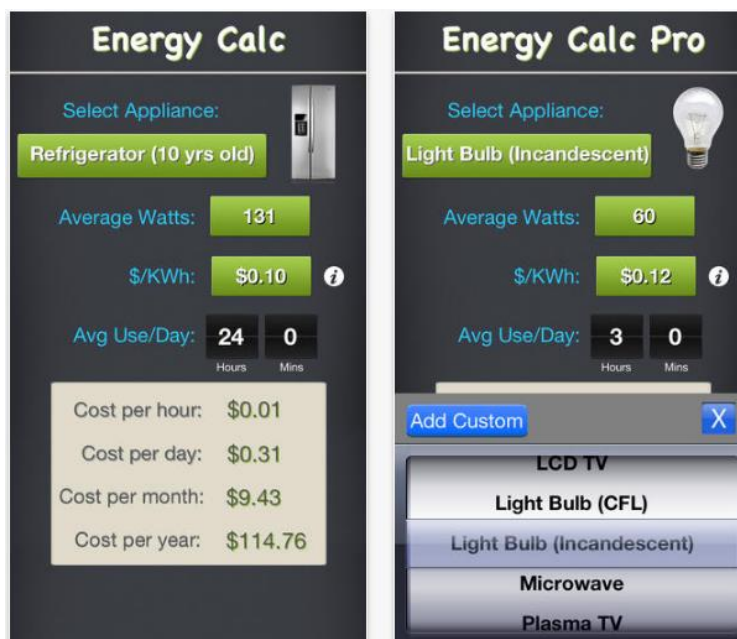 Energy Calc
Select Appliance:
Refrigerator (10 yrs old)
Average Watts: 131
$/KWh: $0.10 i
Avg Use/Day: 24 0
Hours Mins
Cost per hour: $0.01
Cost per day: $0.31
Cost per month: $9.43
Cost per year: $114.76
Energy Calc Pro
Select Appliance:
Light Bulb (Incandescent)
Average Watts: 60
$/KWh: $0.12 i
Avg Use/Day: 3 0
Hours Mins
Add Custom X
LCD TV
Light Bulb (CFL)
Light Bulb (Incandescent)
Microwave
Plasma TV